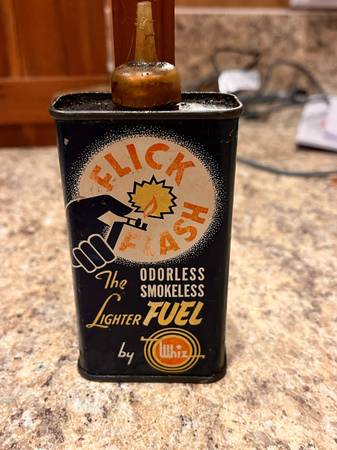 FLICK
FLASH
The ODORLESS
SMOKELESS
LIGHTER FUEL
by Whiz